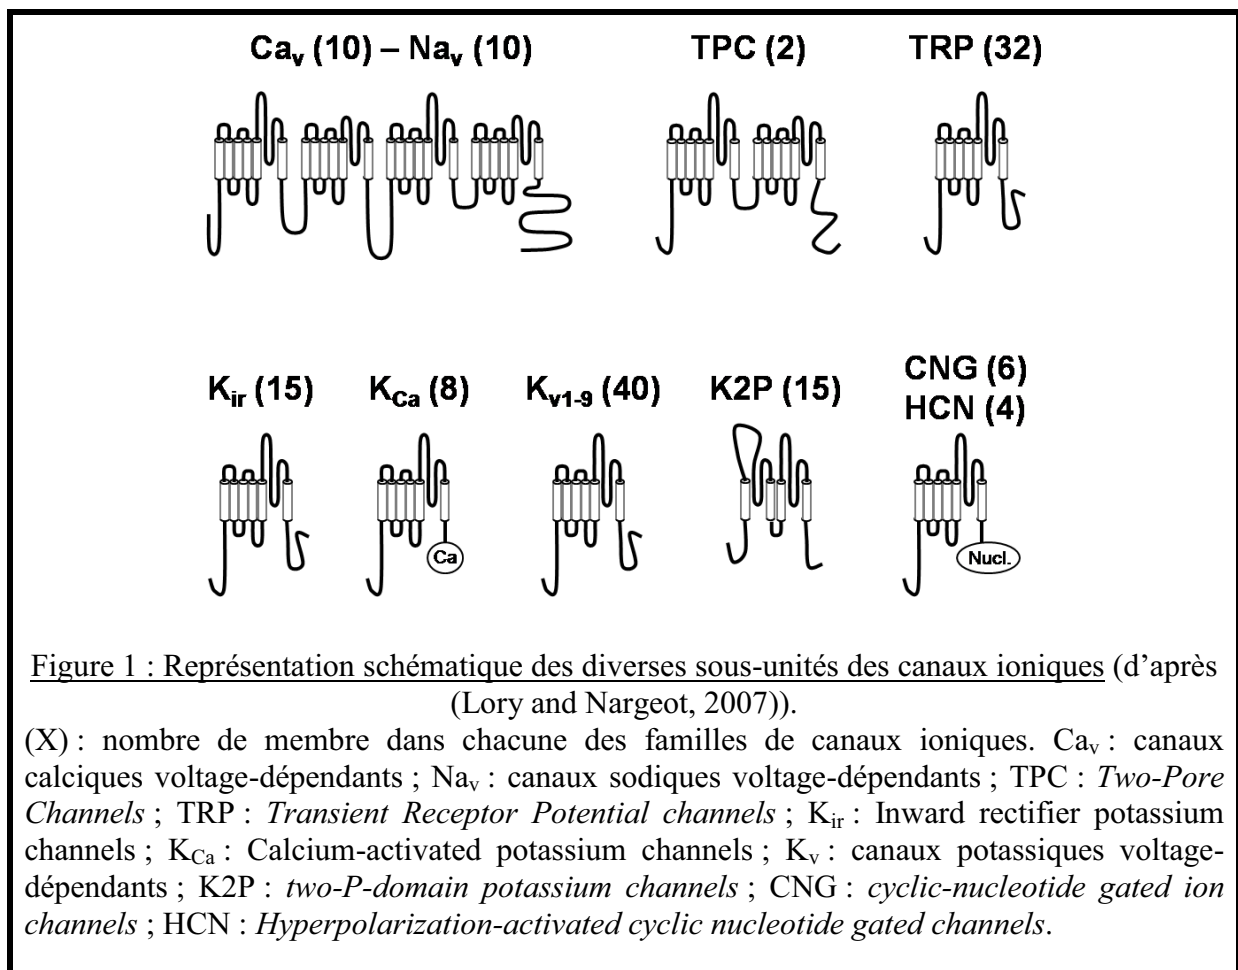 Cav (10) – Nav (10) TPC (2) TRP (32)
Kir (15) KCa (8) Kv1-9 (40) K2P (15) CNG (6)
HCN (4)
Ca Nucl.
Figure 1 : Représentation schématique des diverses sous-unités des canaux ioniques (d’après
(Lory and Nargeot, 2007)).
(X) : nombre de membre dans chacune des familles de canaux ioniques. Cav : canaux
calciques voltage-dépendants ; Nav : canaux sodiques voltage-dépendants ; TPC : Two-Pore
Channels ; TRP : Transient Receptor Potential channels ; Kir : Inward rectifier potassium
channels ; KCa : Calcium-activated potassium channels ; Kv : canaux potassiques voltage-
dépendants ; K2P : two-P-domain potassium channels ; CNG : cyclic-nucleotide gated ion
channels ; HCN : Hyperpolarization-activated cyclic nucleotide gated channels.